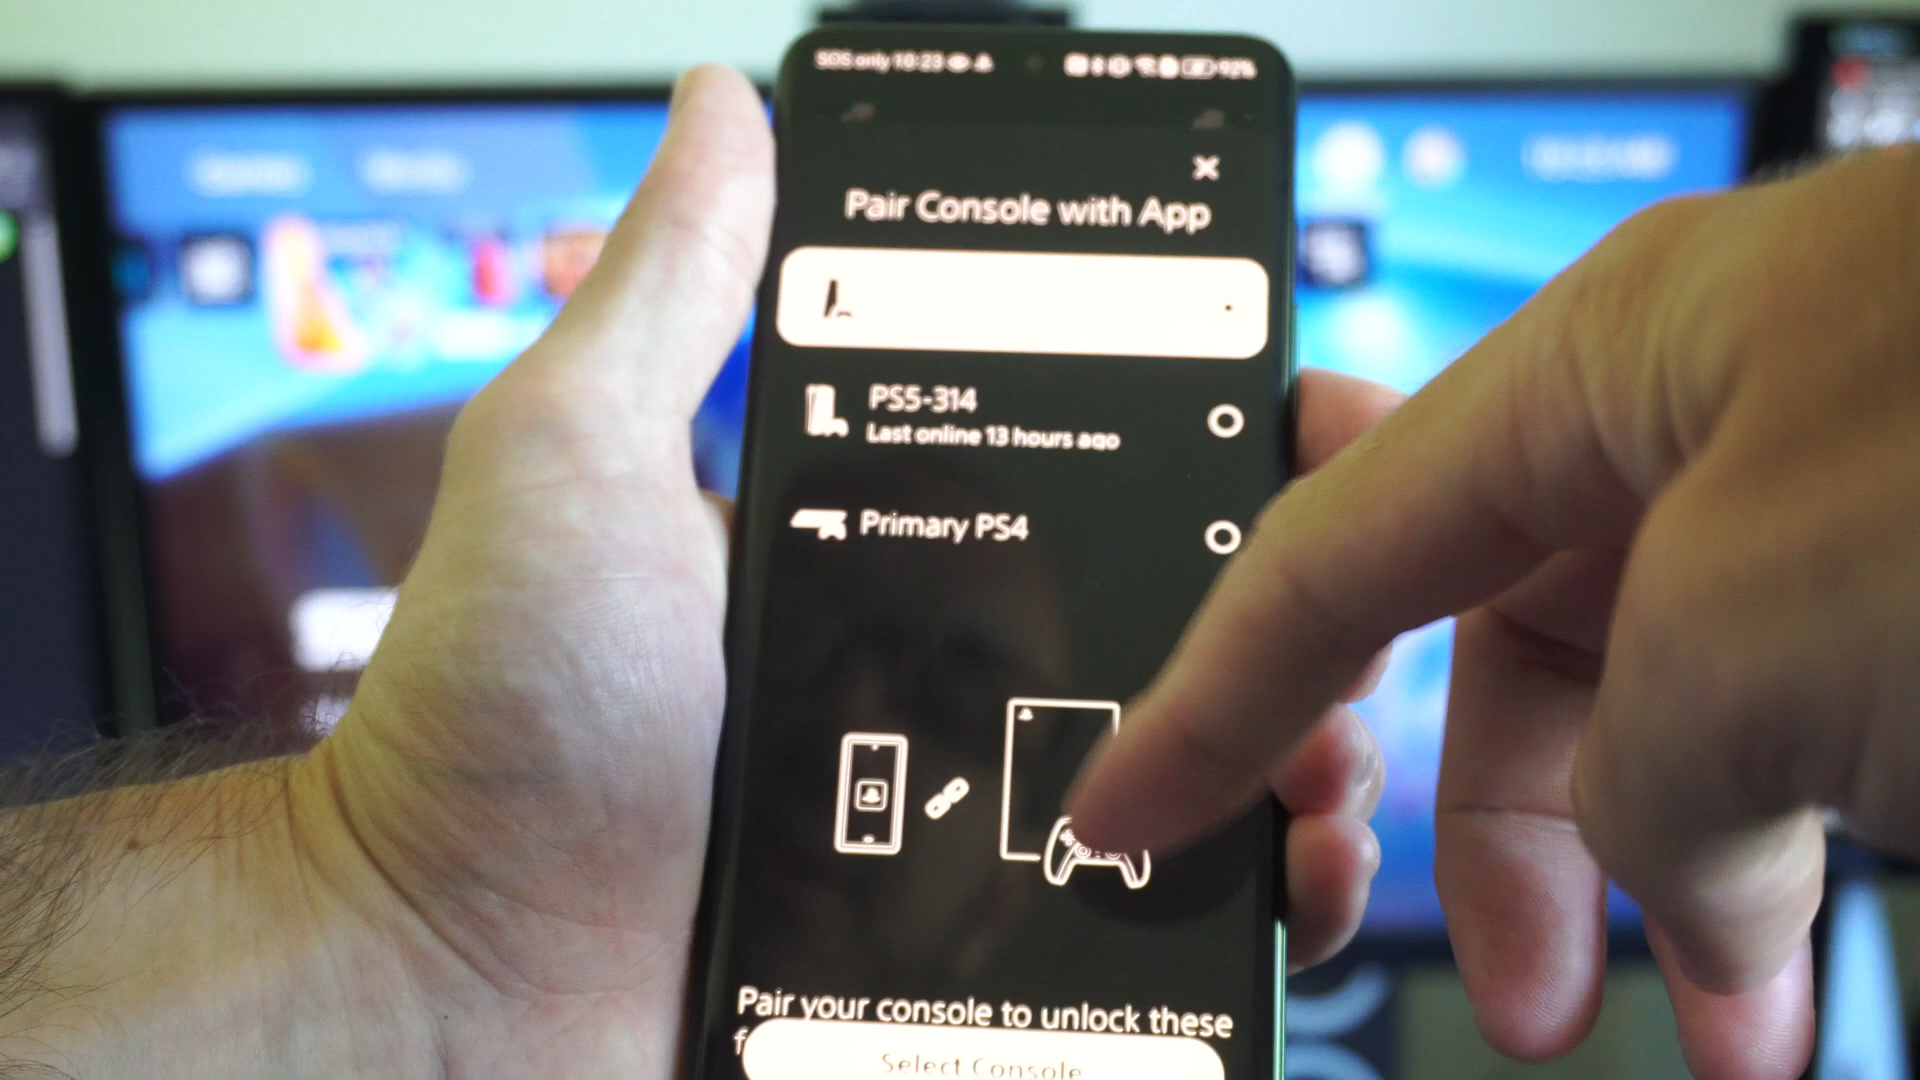 SOS only 10:23 92%
Pair Console with App
PS5-314
Last online 13 hours ago
Primary PS4
Pair your console to unlock these
Select Console